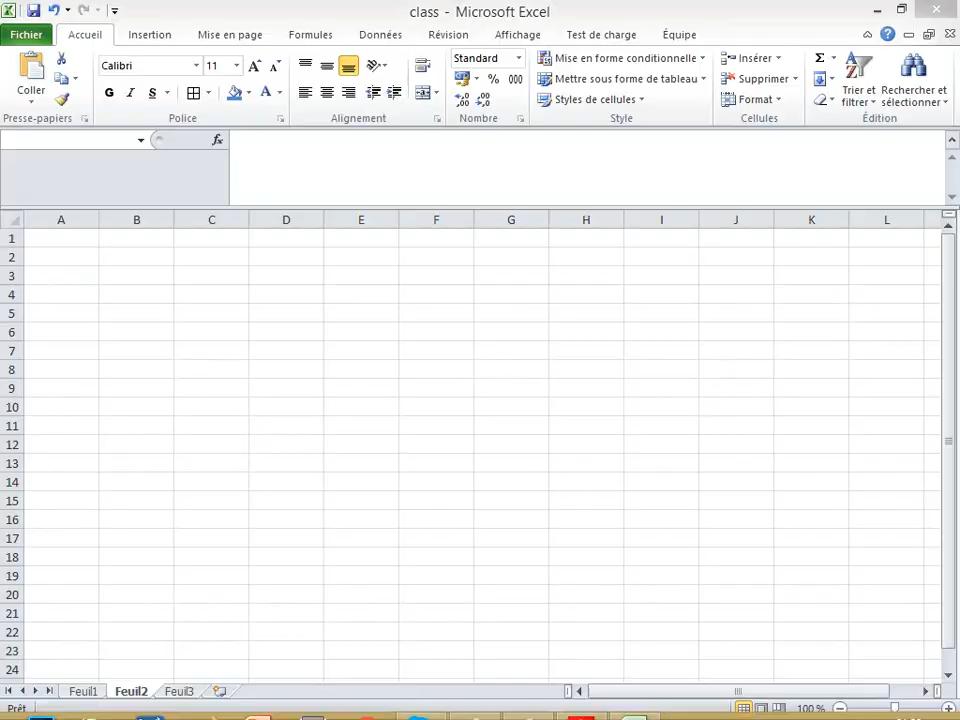 class - Microsoft Excel
Fichier Accueil Insertion Mise en page Formules Données Révision Affichage Test de charge Équipe
Coller
Presse-papiers
Calibri 11
G I S A
Police
Alignement
Standard
% 000
Nombre
Mise en forme conditionnelle
Mettre sous forme de tableau
Styles de cellules
Style
Insérer
Supprimer
Format
Cellules
Σ
Trier et filtrer
Rechercher et sélectionner
Édition
fx
A B C D E F G H I J K L
1
2
3
4
5
6
7
8
9
10
11
12
13
14
15
16
17
18
19
20
21
22
23
24
Feuil1 Feuil2 Feuil3
Prêt 100 %